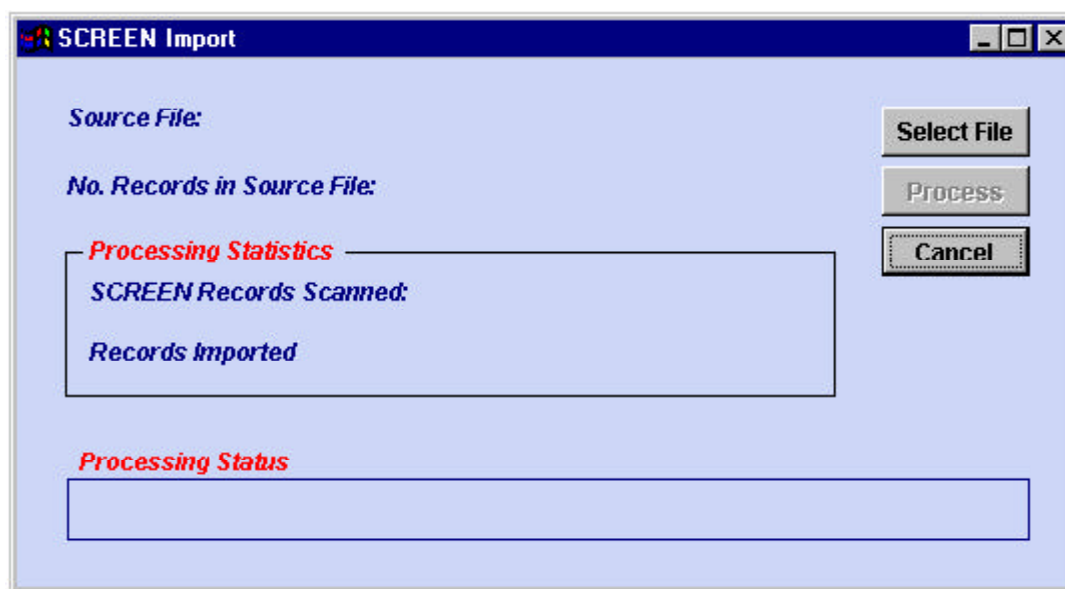 SCREEN Import
Source File:
Select File
No. Records in Source File:
Process
Processing Statistics
Cancel
SCREEN Records Scanned:
Records Imported
Processing Status